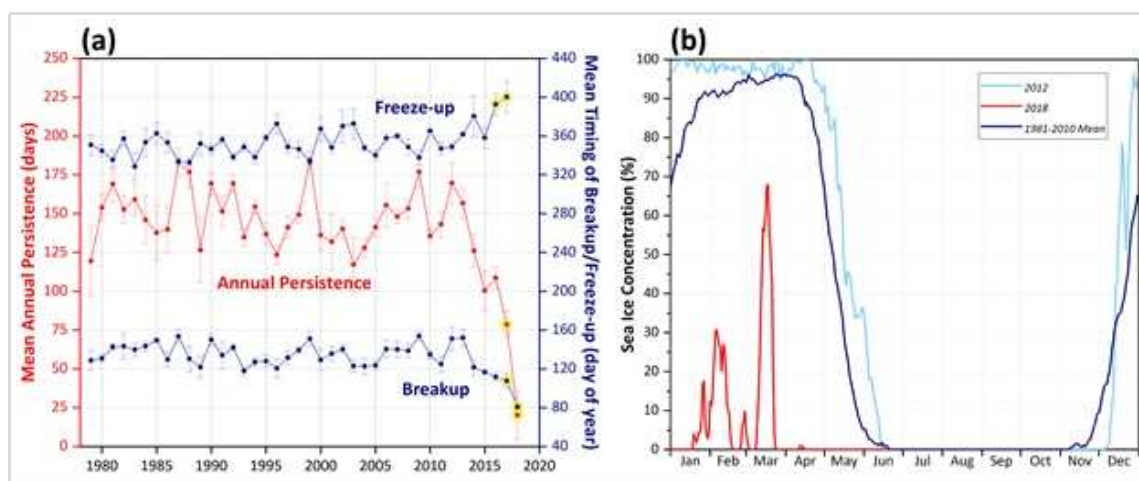 (a)
Mean Annual Persistence (days)
250
225
200
175
150
125
100
75
50
25
0
Freeze-up
Annual Persistence
Breakup
1980
1985
1990
1995
2000
2005
2010
2015
2020
440
400
360
320
280
240
200
160
120
80
40
Mean Timing of Breakup/Freeze-up (day of year)
(b)
Sea Ice Concentration (%)
100
90
80
70
60
50
40
30
20
10
0
2012
2018
1981-2010 Mean
Jan
Feb
Mar
Apr
May
Jun
Jul
Aug
Sep
Oct
Nov
Dec